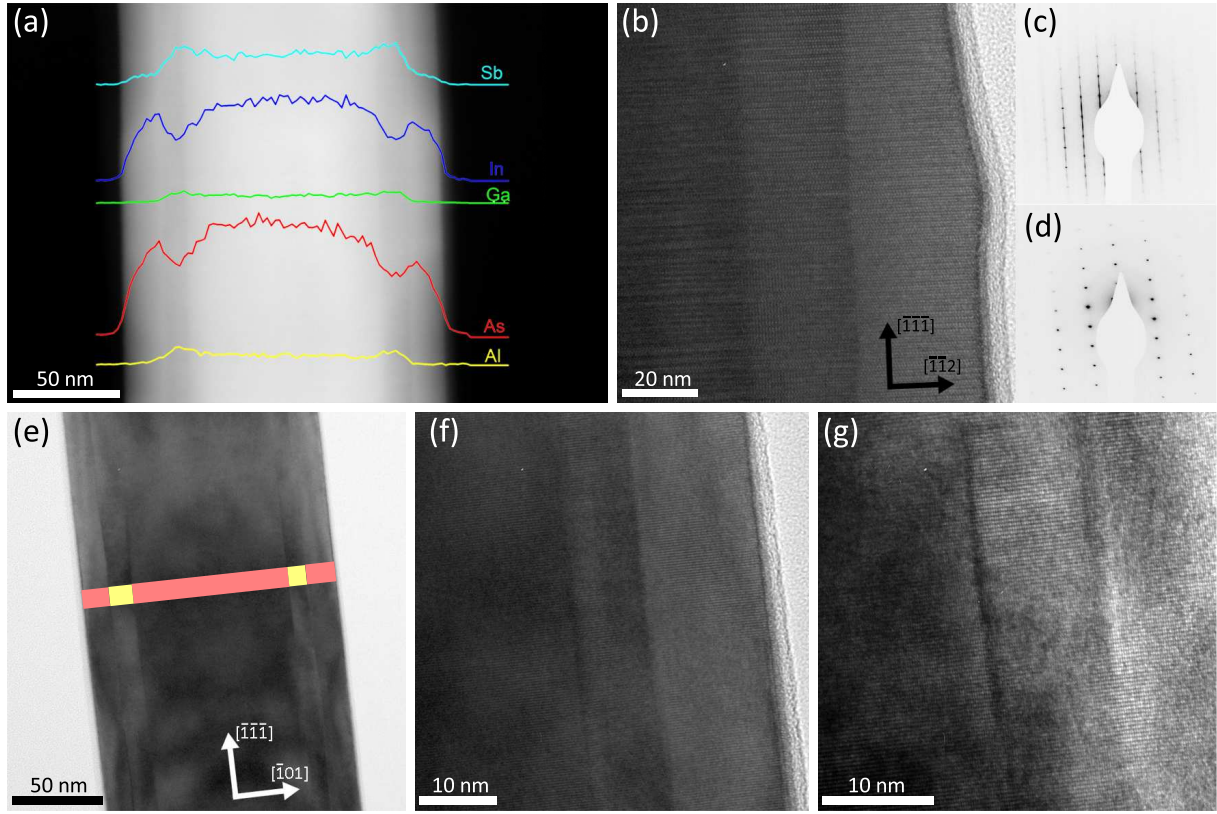 (a)
Sb
In
Ga
As
Al
50 nm
(b)
[1̅1̅1̅]
[1̅1̅2]
20 nm
(c)
(d)
(e)
[1̅1̅1̅]
[1̅01]
50 nm
(f)
10 nm
(g)
10 nm